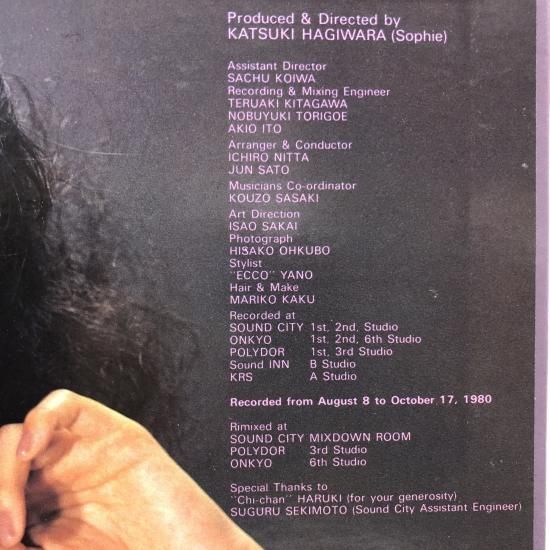 Produced & Directed by
KATSUKI HAGIWARA (Sophie)
Assistant Director
SACHU KOIWA
Recording & Mixing Engineer
TERUAKI KITAGAWA
NOBUYUKI TORIGOE
AKIO ITO
Arranger & Conductor
ICHIRO NITTA
JUN SATO
Musicians Co-ordinator
KOUZO SASAKI
Art Direction
ISAO SAKAI
Photograph
HISAKO OHKUBO
Stylist
"ECCO" YANO
Hair & Make
MARIKO KAKU
Recorded at
SOUND CITY 1st, 2nd, Studio
ONKYO 1st, 2nd, 6th Studio
POLYDOR 1st, 3rd Studio
Sound INN B Studio
KRS A Studio
Recorded from August 8 to October 17, 1980
Rimixed at
SOUND CITY MIXDOWN ROOM
POLYDOR 3rd Studio
ONKYO 6th Studio
Special Thanks to
"Chi-chan" HARUKI (for your generosity)
SUGURU SEKIMOTO (Sound City Assistant Engineer)